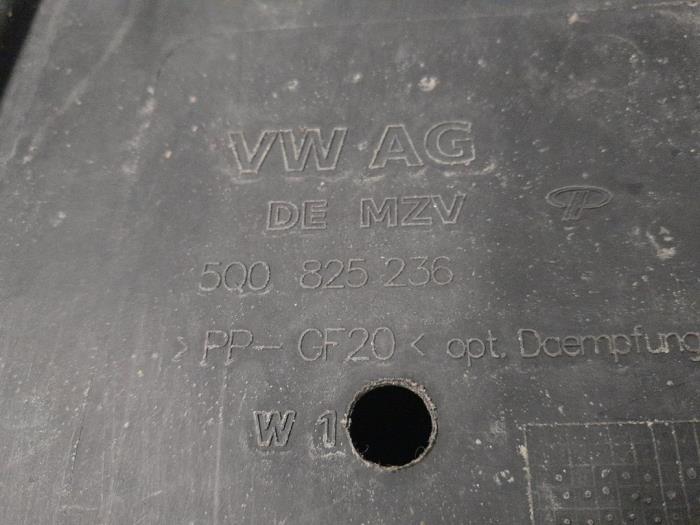 VW AG
DE MZV
5Q0 825 236
>PP-GF20< opt. Daempfung
W 1